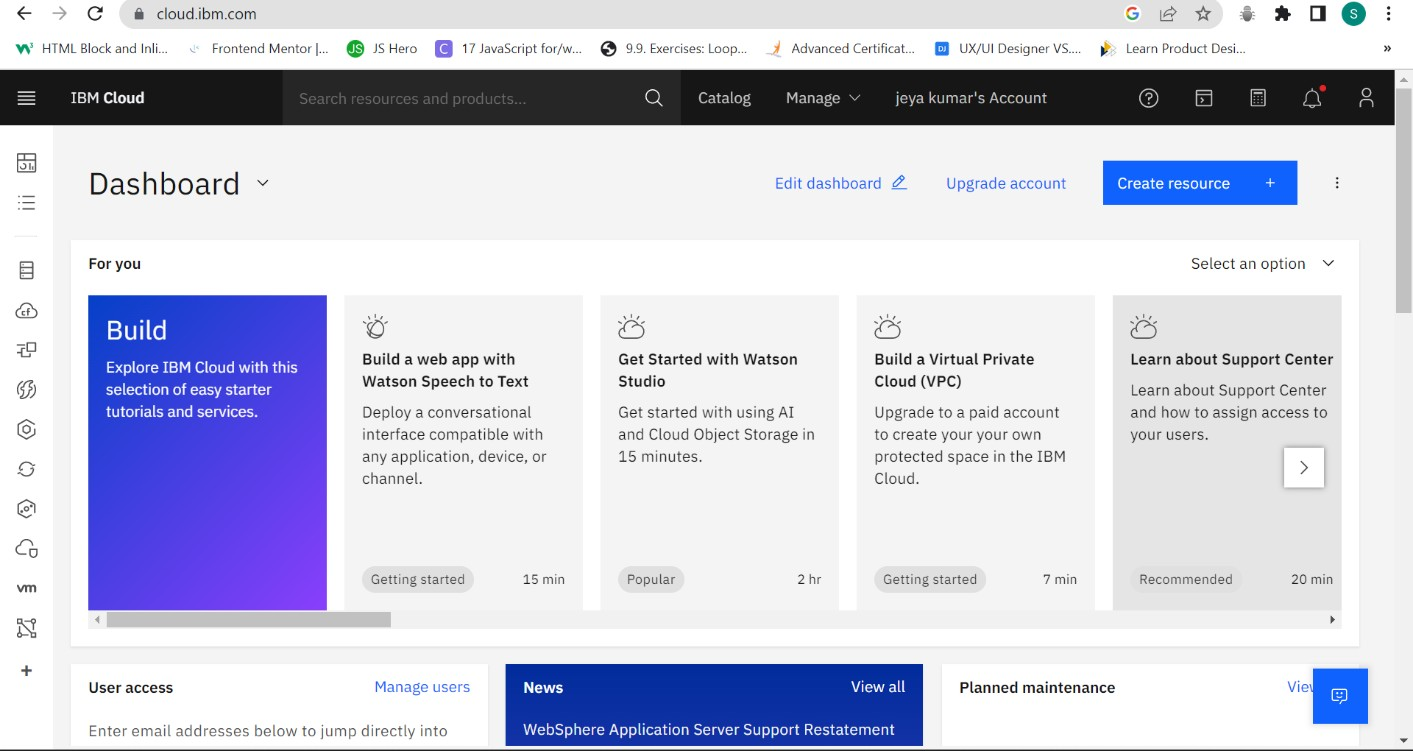 cloud.ibm.com
HTML Block and Inli...
Frontend Mentor |...
JS Hero
17 JavaScript for/w...
9.9. Exercises: Loop...
Advanced Certificat...
UX/UI Designer VS....
Learn Product Desi...
»
IBM Cloud
Search resources and products...
Catalog
Manage
jeya kumar's Account
Dashboard
Edit dashboard
Upgrade account
Create resource +
For you
Select an option
Build
Explore IBM Cloud with this
selection of easy starter
tutorials and services.
Build a web app with
Watson Speech to Text
Deploy a conversational
interface compatible with
any application, device, or
channel.
Getting started
15 min
Get Started with Watson
Studio
Get started with using AI
and Cloud Object Storage in
15 minutes.
Popular
2 hr
Build a Virtual Private
Cloud (VPC)
Upgrade to a paid account
to create your your own
protected space in the IBM
Cloud.
Getting started
7 min
Learn about Support Center
Learn about Support Center
and how to assign access to
your users.
Recommended
20 min
cf
vm
User access
Manage users
Enter email addresses below to jump directly into
News
View all
WebSphere Application Server Support Restatement
Planned maintenance
S
JS
C
DJ